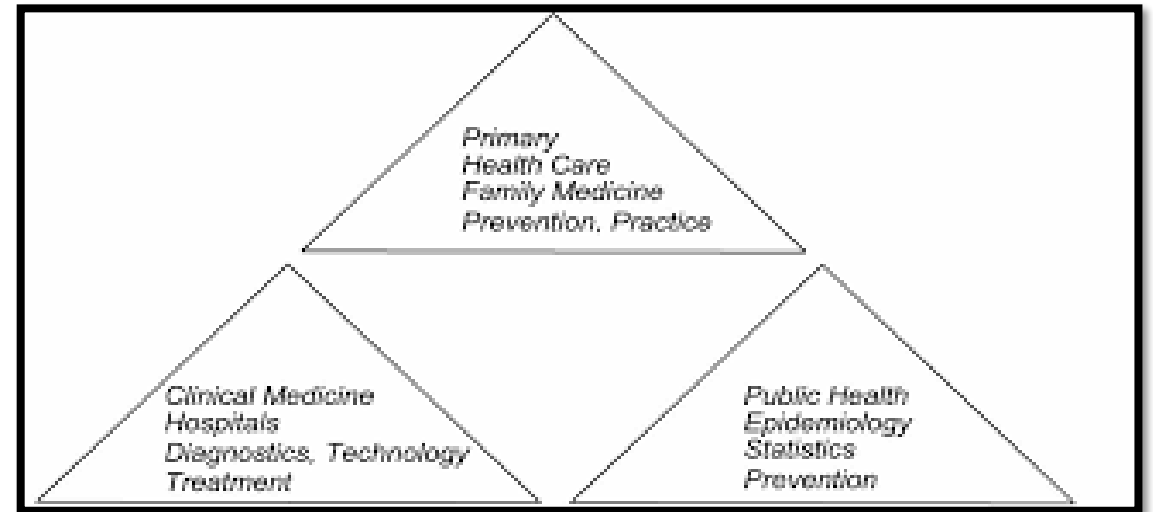 Primary
Health Care
Family Medicine
Prevention. Practice
Clinical Medicine
Hospitals
Diagnostics, Technology
Treatment
Public Health
Epidemiology
Statistics
Prevention